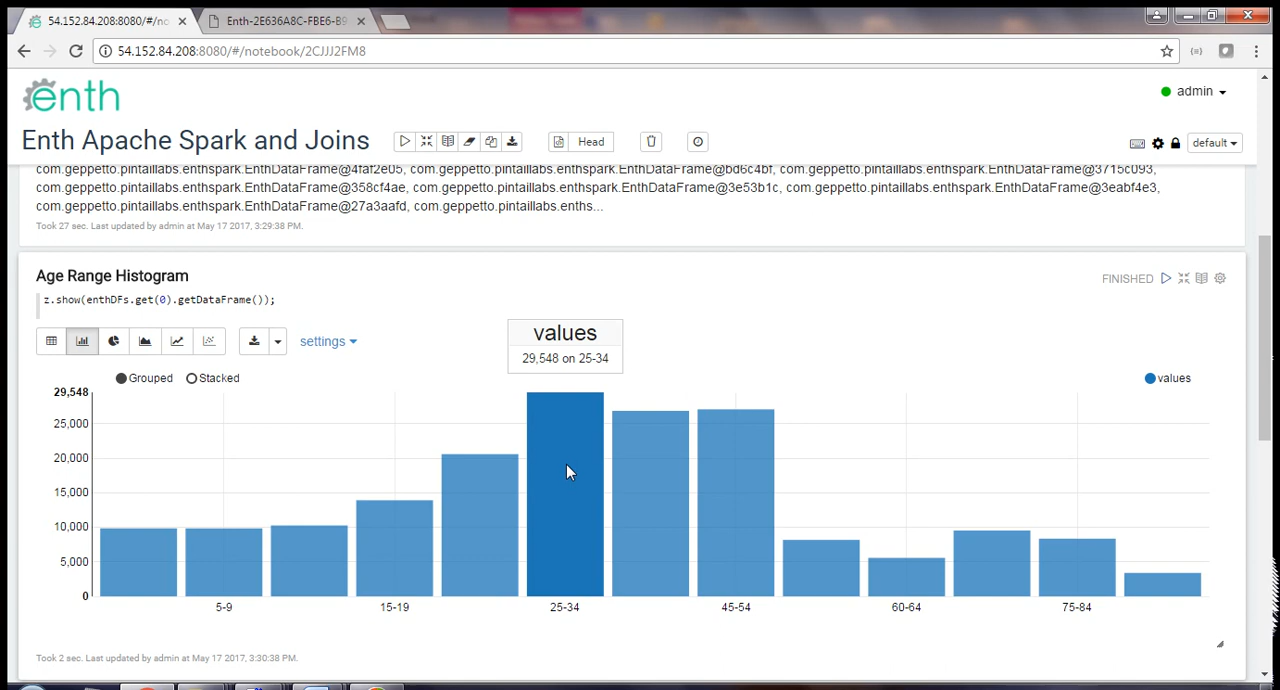 54.152.84.208:8080/#/no
Enth-2E636A8C-FBE6-B9
54.152.84.208:8080/#/notebook/2CJJJ2FM8
enth
admin
Enth Apache Spark and Joins
Head
default
com.geppetto.pintaillabs.enthspark.EnthDataFrame@4faf2e05, com.geppetto.pintaillabs.enthspark.EnthDataFrame@bd6c4bf, com.geppetto.pintaillabs.enthspark.EnthDataFrame@3715c093,
com.geppetto.pintaillabs.enthspark.EnthDataFrame@358cf4ae, com.geppetto.pintaillabs.enthspark.EnthDataFrame@3e53b1c, com.geppetto.pintaillabs.enthspark.EnthDataFrame@3eabf4e3,
com.geppetto.pintaillabs.enthspark.EnthDataFrame@27a3aafd, com.geppetto.pintaillabs.enths...
Took 27 sec. Last updated by admin at May 17 2017, 3:29:38 PM.
Age Range Histogram
FINISHED
z.show(enthDFs.get(0).getDataFrame());
settings
values
29,548 on 25-34
Grouped Stacked
values
29,548
25,000
20,000
15,000
10,000
5,000
0
5-9 15-19 25-34 45-54 60-64 75-84
Took 2 sec. Last updated by admin at May 17 2017, 3:30:38 PM.